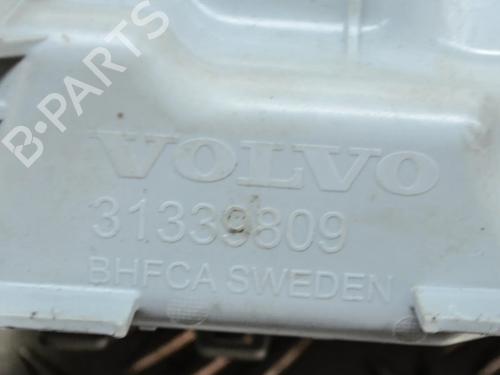 B-PARTS
VOLVO
31339809
BHFCA SWEDEN